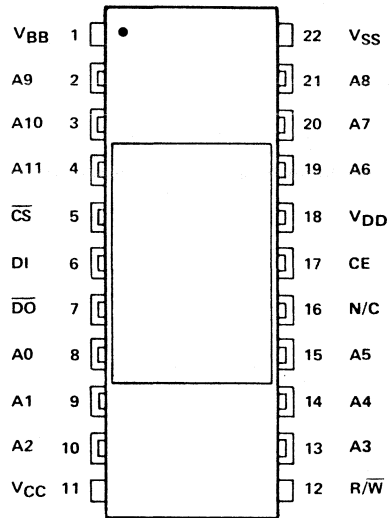 VBB 1 22 VSS
A9 2 21 A8
A10 3 20 A7
A11 4 19 A6
C̅S̅ 5 18 VDD
DI 6 17 CE
D̅O̅ 7 16 N/C
A0 8 15 A5
A1 9 14 A4
A2 10 13 A3
VCC 11 12 R/W̅